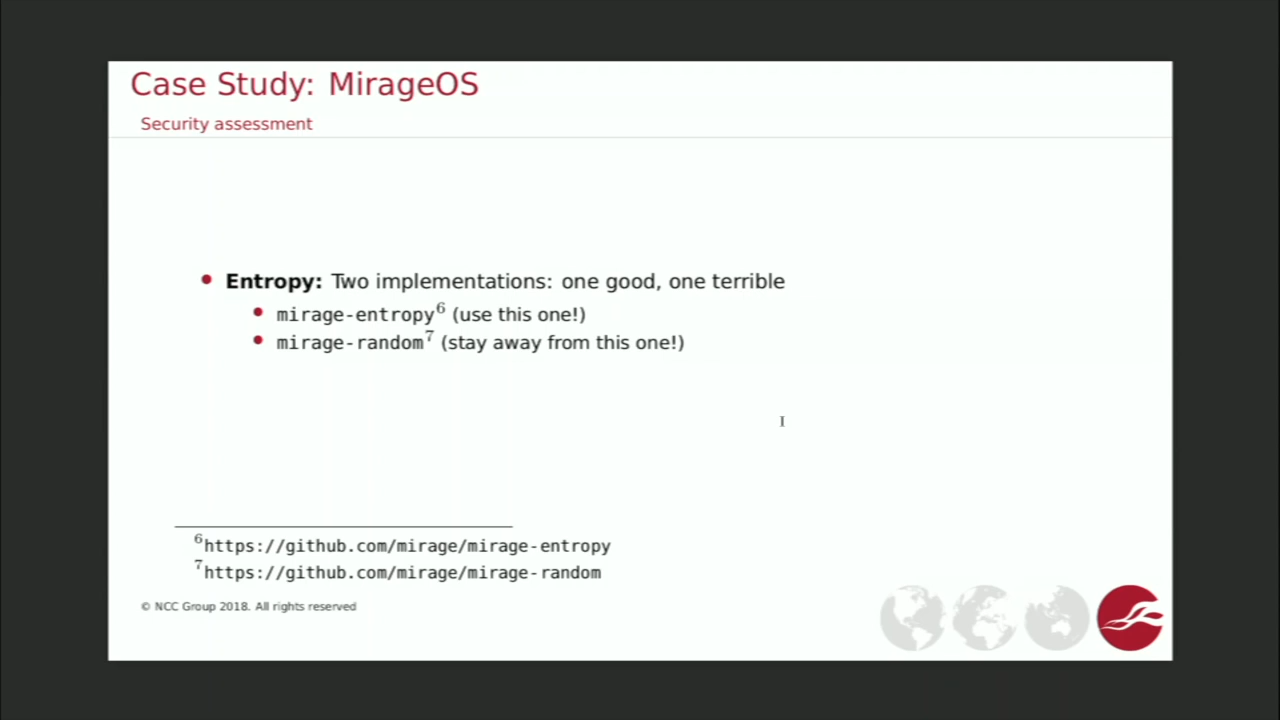 Case Study: MirageOS
Security assessment
• Entropy: Two implementations: one good, one terrible
• mirage-entropy⁶ (use this one!)
• mirage-random⁷ (stay away from this one!)
⁶https://github.com/mirage/mirage-entropy
⁷https://github.com/mirage/mirage-random
© NCC Group 2018. All rights reserved